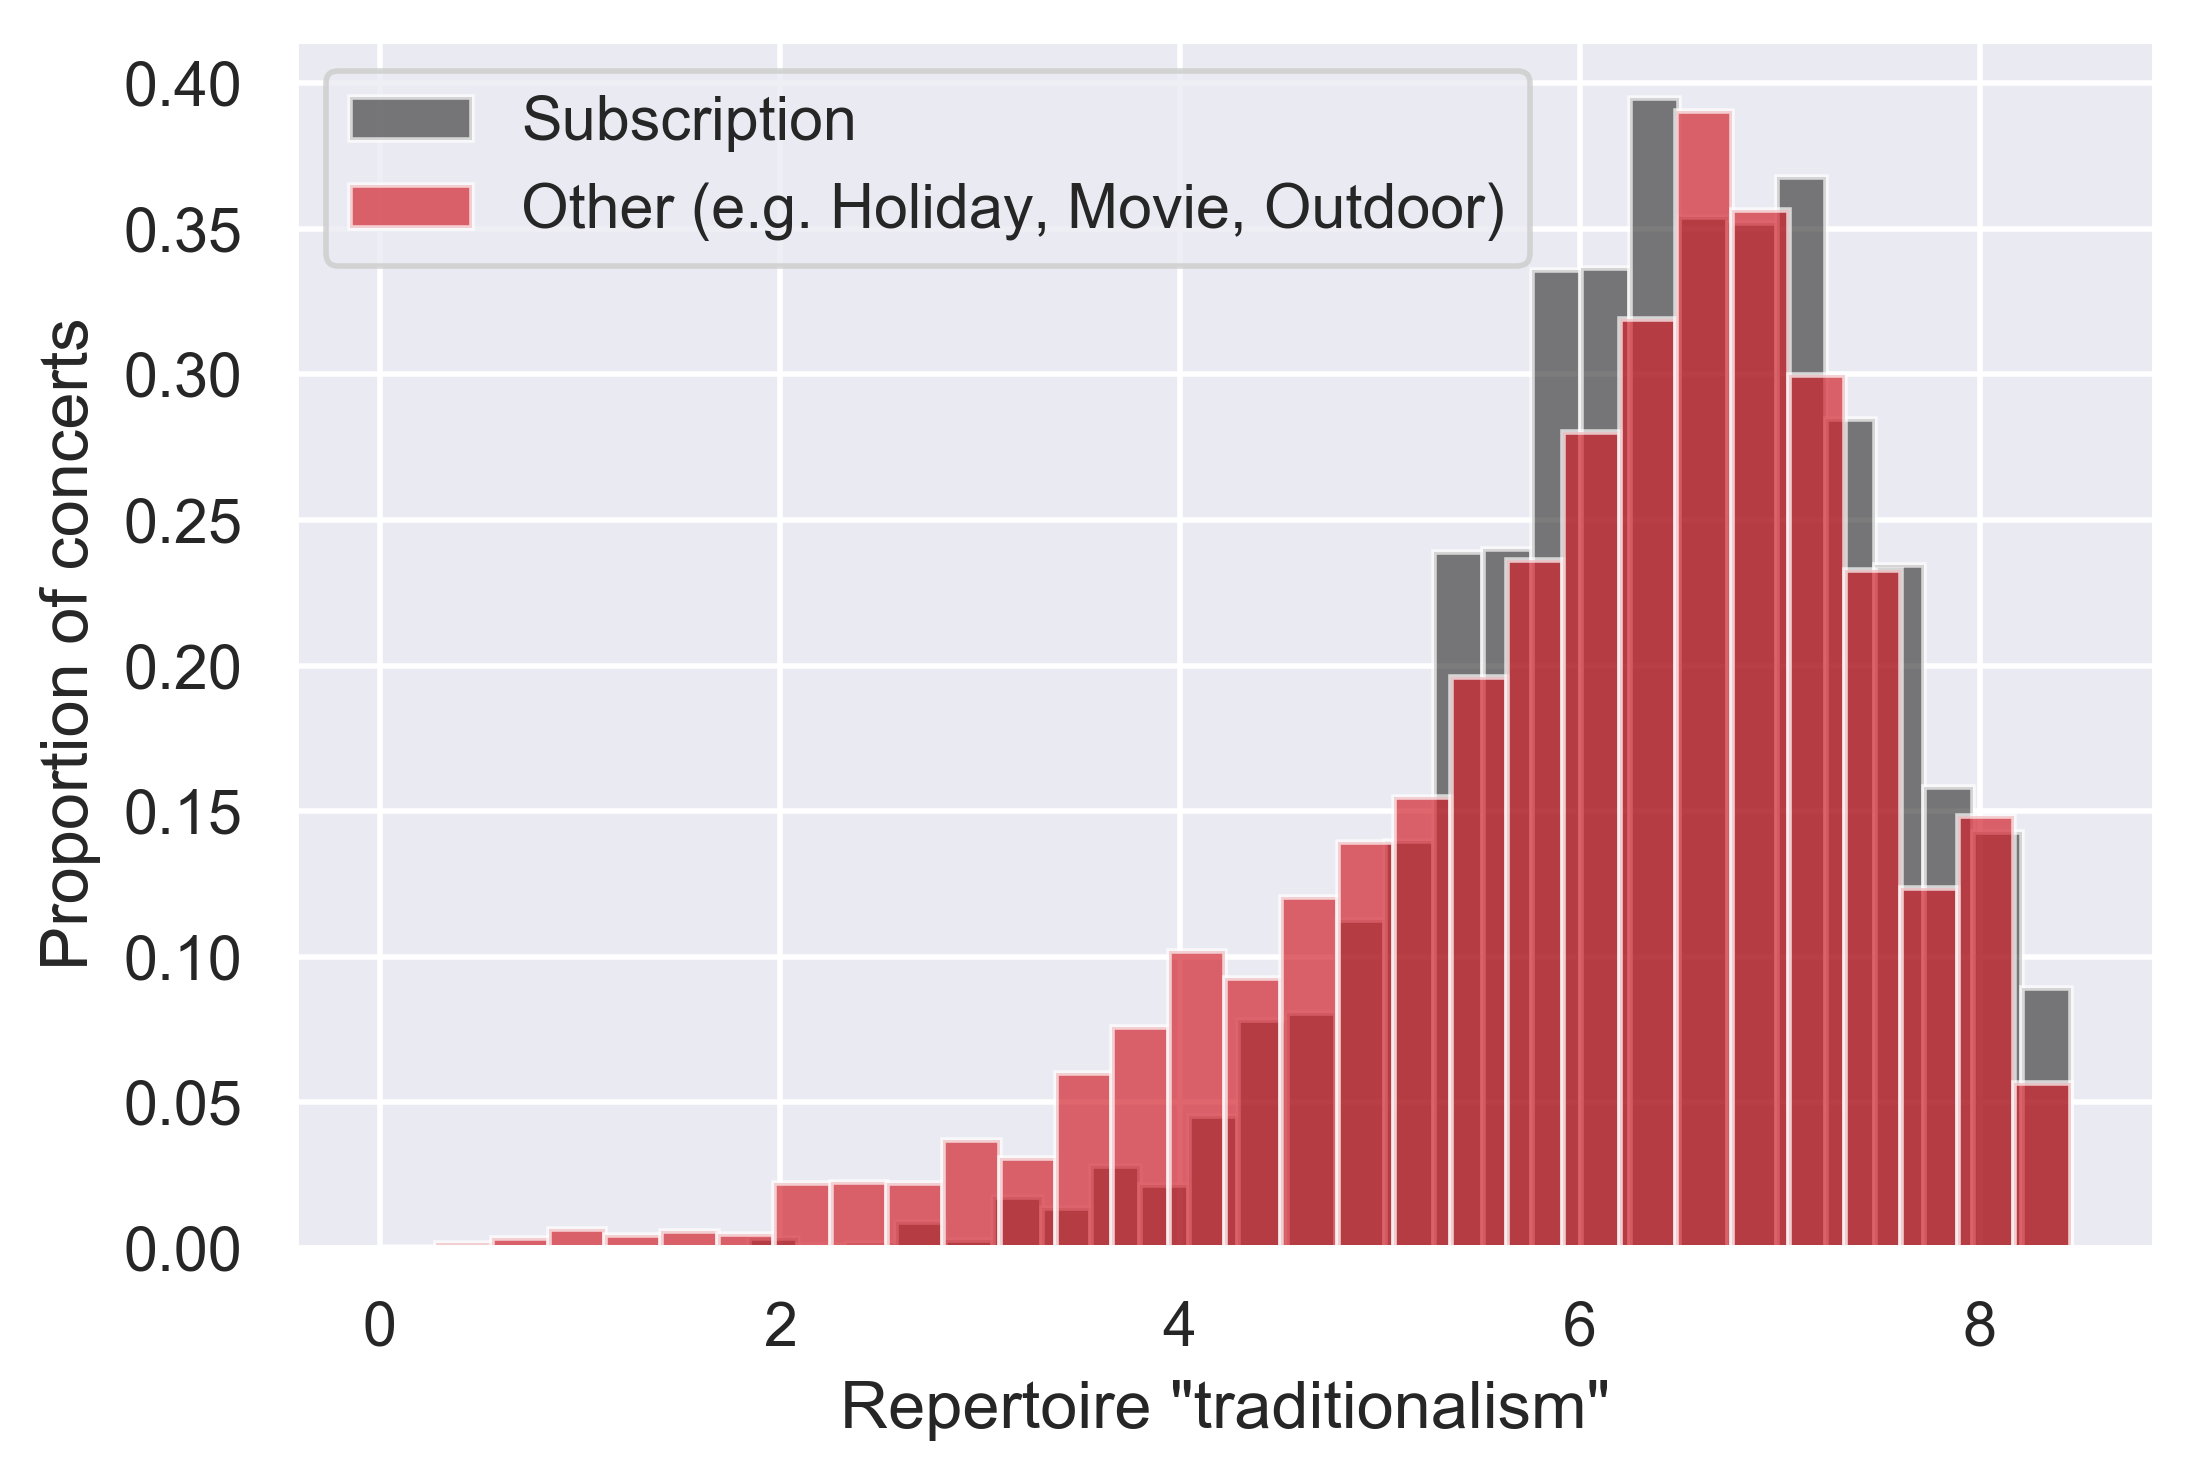 Subscription
Other (e.g. Holiday, Movie, Outdoor)
Proportion of concerts
0.40
0.35
0.30
0.25
0.20
0.15
0.10
0.05
0.00
0 2 4 6 8
Repertoire "traditionalism"